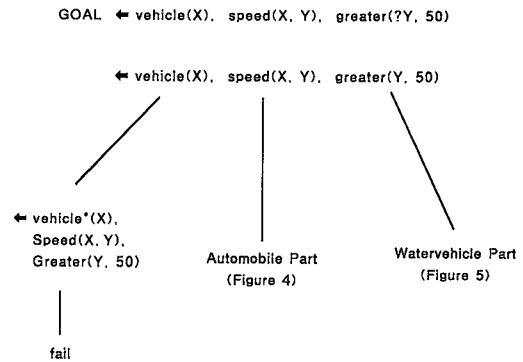 GOAL ← vehicle(X), speed(X, Y), greater(?Y, 50)
← vehicle(X), speed(X, Y), greater(Y, 50)
← vehicle*(X),
Speed(X, Y),
Greater(Y, 50)
Automobile Part
(Figure 4)
Watervehicle Part
(Figure 5)
fail